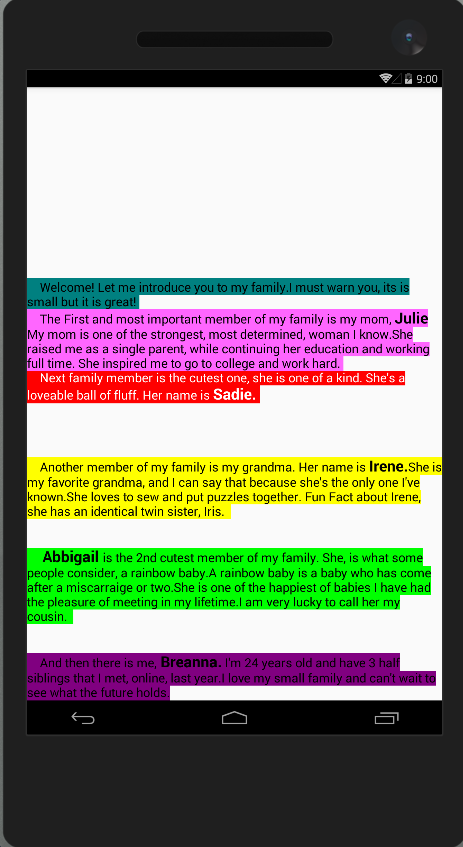 9:00
Welcome! Let me introduce you to my family.I must warn you, its is
small but it is great!
The First and most important member of my family is my mom, Julie
My mom is one of the strongest, most determined, woman I know.She
raised me as a single parent, while continuing her education and working
full time. She inspired me to go to college and work hard.
Next family member is the cutest one, she is one of a kind. She's a
loveable ball of fluff. Her name is Sadie.
Another member of my family is my grandma. Her name is Irene.She is
my favorite grandma, and I can say that because she's the only one I've
known.She loves to sew and put puzzles together. Fun Fact about Irene,
she has an identical twin sister, Iris.
Abbigail is the 2nd cutest member of my family. She, is what some
people consider, a rainbow baby.A rainbow baby is a baby who has come
after a miscarraige or two.She is one of the happiest of babies I have had
the pleasure of meeting in my lifetime.I am very lucky to call her my
cousin.
And then there is me, Breanna. I'm 24 years old and have 3 half
siblings that I met, online, last year.I love my small family and can't wait to
see what the future holds.